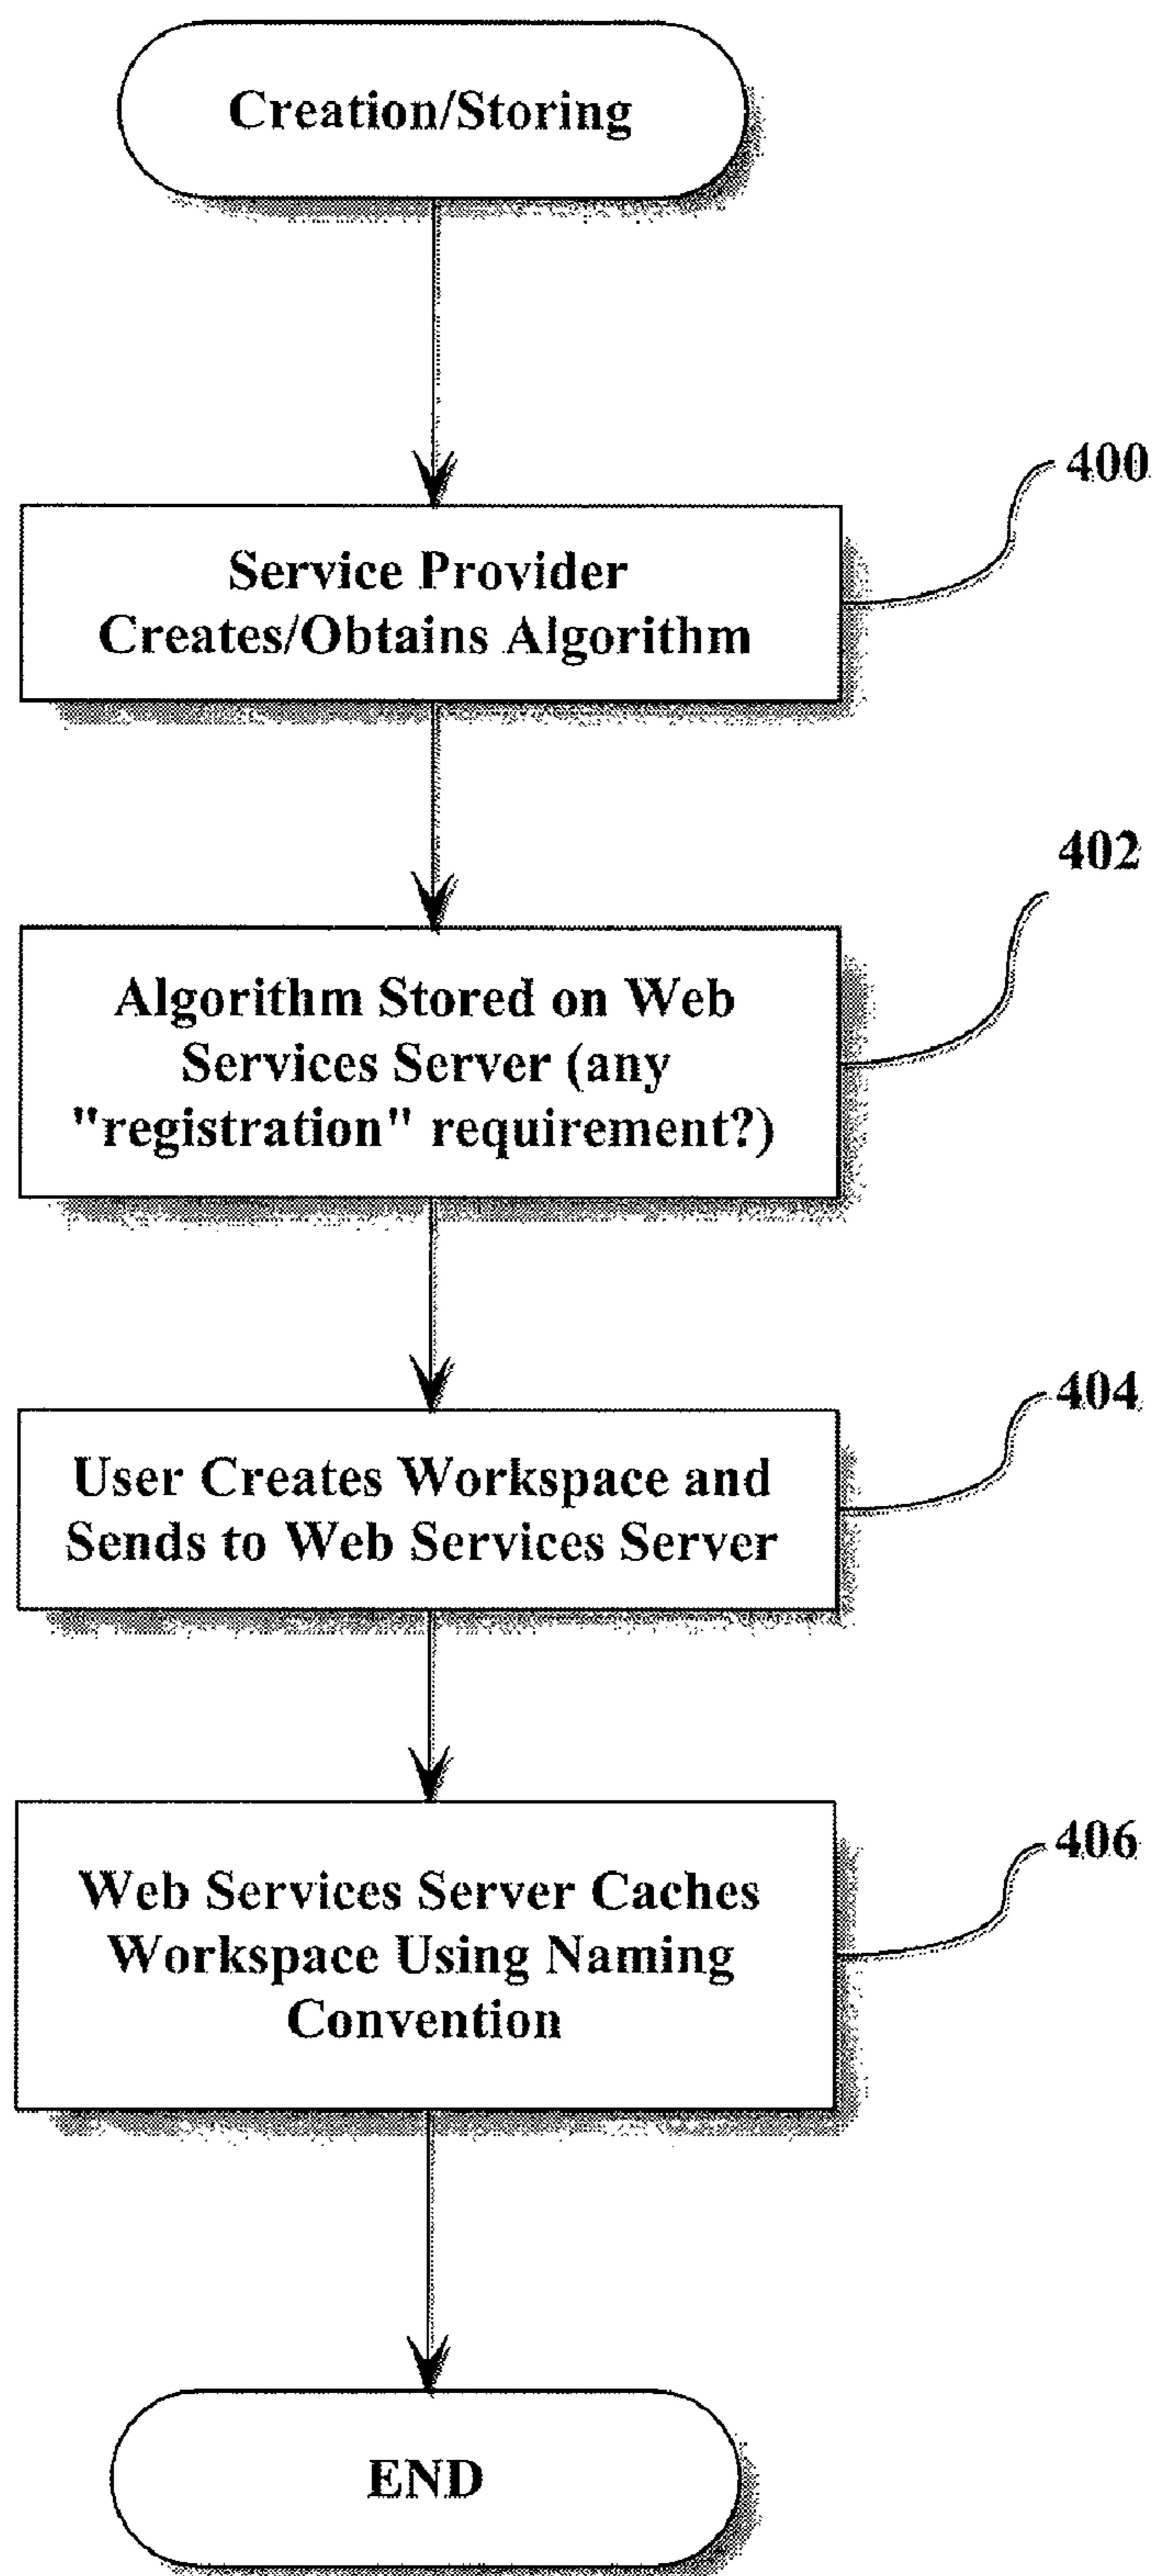 Creation/Storing
400
Service Provider
Creates/Obtains Algorithm
402
Algorithm Stored on Web
Services Server (any
"registration" requirement?)
404
User Creates Workspace and
Sends to Web Services Server
406
Web Services Server Caches
Workspace Using Naming
Convention
END